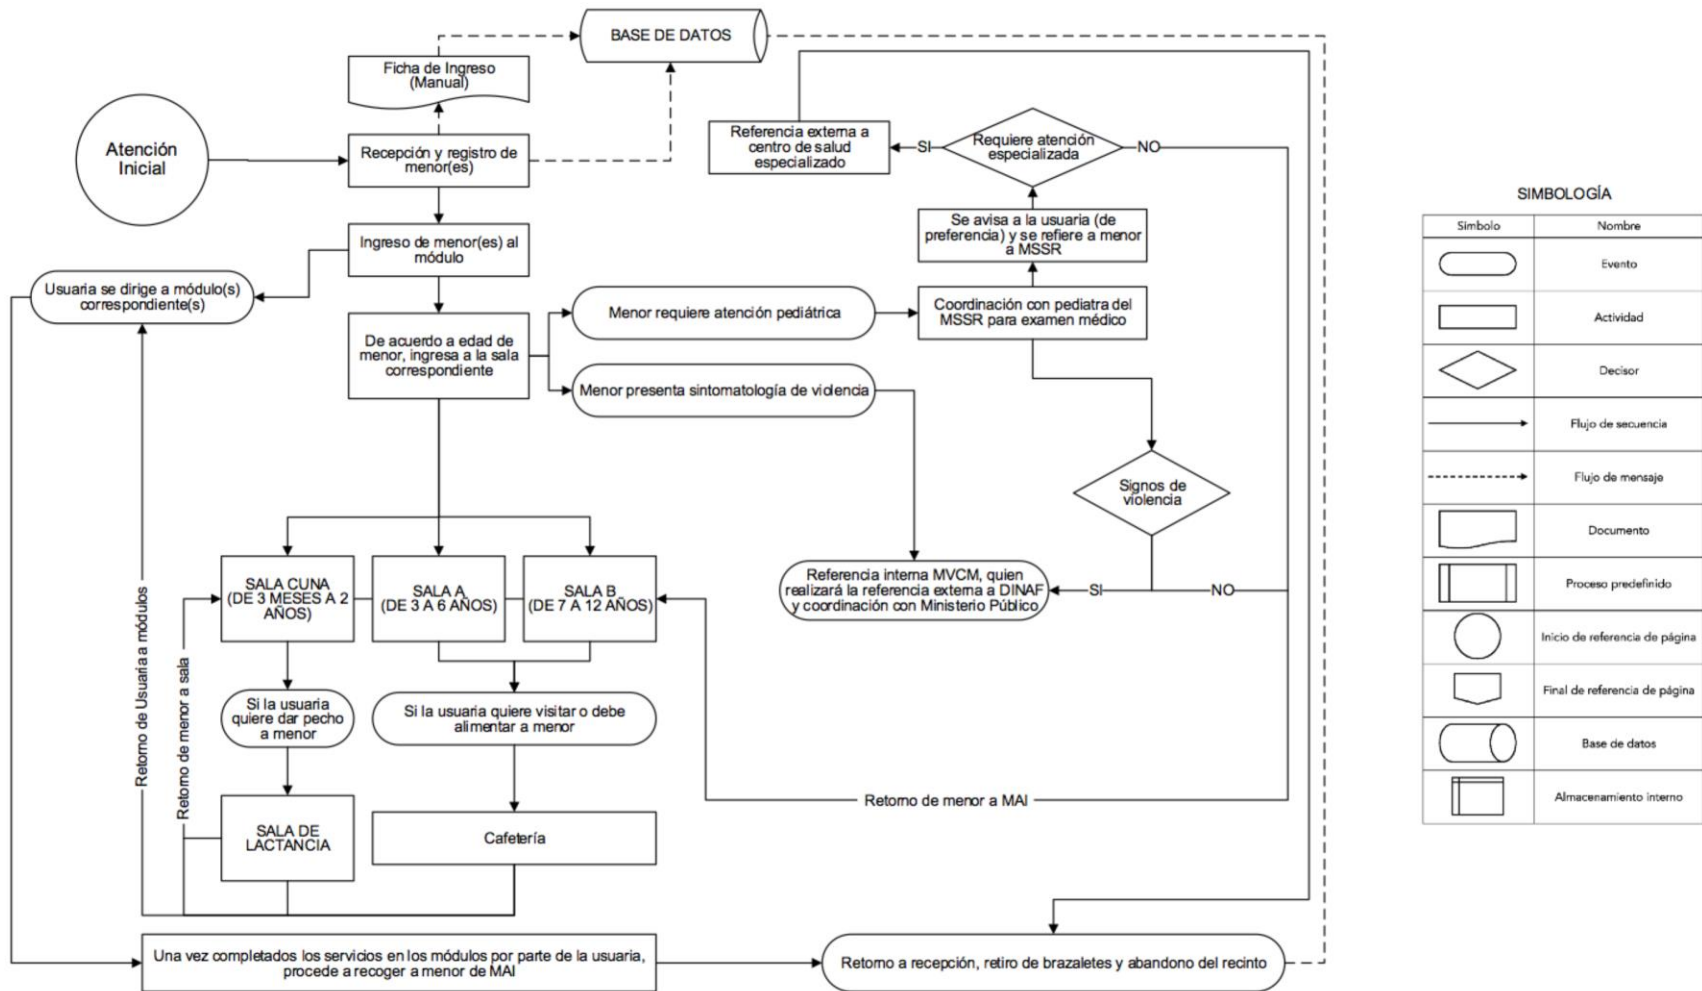 BASE DE DATOS
Ficha de Ingreso
(Manual)
Atención
Inicial
Recepción y registro de
menor(es)
Referencia externa a
centro de salud
especializado
SI
Requiere atención
especializada
NO
Se avisa a la usuaria (de
preferencia) y se refiere a menor
a MSSR
Ingreso de menor(es) al
módulo
Usuaria se dirige a módulo(s)
correspondiente(s)
Menor requiere atención pediátrica
Coordinación con pediatra del
MSSR para examen médico
De acuerdo a edad de
menor, ingresa a la sala
correspondiente
Menor presenta sintomatología de violencia
Signos de
violencia
SI
NO
Referencia interna MVCM, quien
realizará la referencia externa a DINAF
y coordinación con Ministerio Público
SALA CUNA
(DE 3 MESES A 2
AÑOS)
SALA A
(DE 3 A 6 AÑOS)
SALA B
(DE 7 A 12 AÑOS)
Retorno de Usuaria a módulos
Retorno de menor a sala
Si la usuaria
quiere dar pecho
a menor
Si la usuaria quiere visitar o debe
alimentar a menor
Retorno de menor a MAI
SALA DE
LACTANCIA
Cafetería
Una vez completados los servicios en los módulos por parte de la usuaria,
procede a recoger a menor de MAI
Retorno a recepción, retiro de brazaletes y abandono del recinto
SIMBOLOGÍA
Símbolo Nombre
Evento
Actividad
Decisor
Flujo de secuencia
Flujo de mensaje
Documento
Proceso predefinido
Inicio de referencia de página
Final de referencia de página
Base de datos
Almacenamiento interno